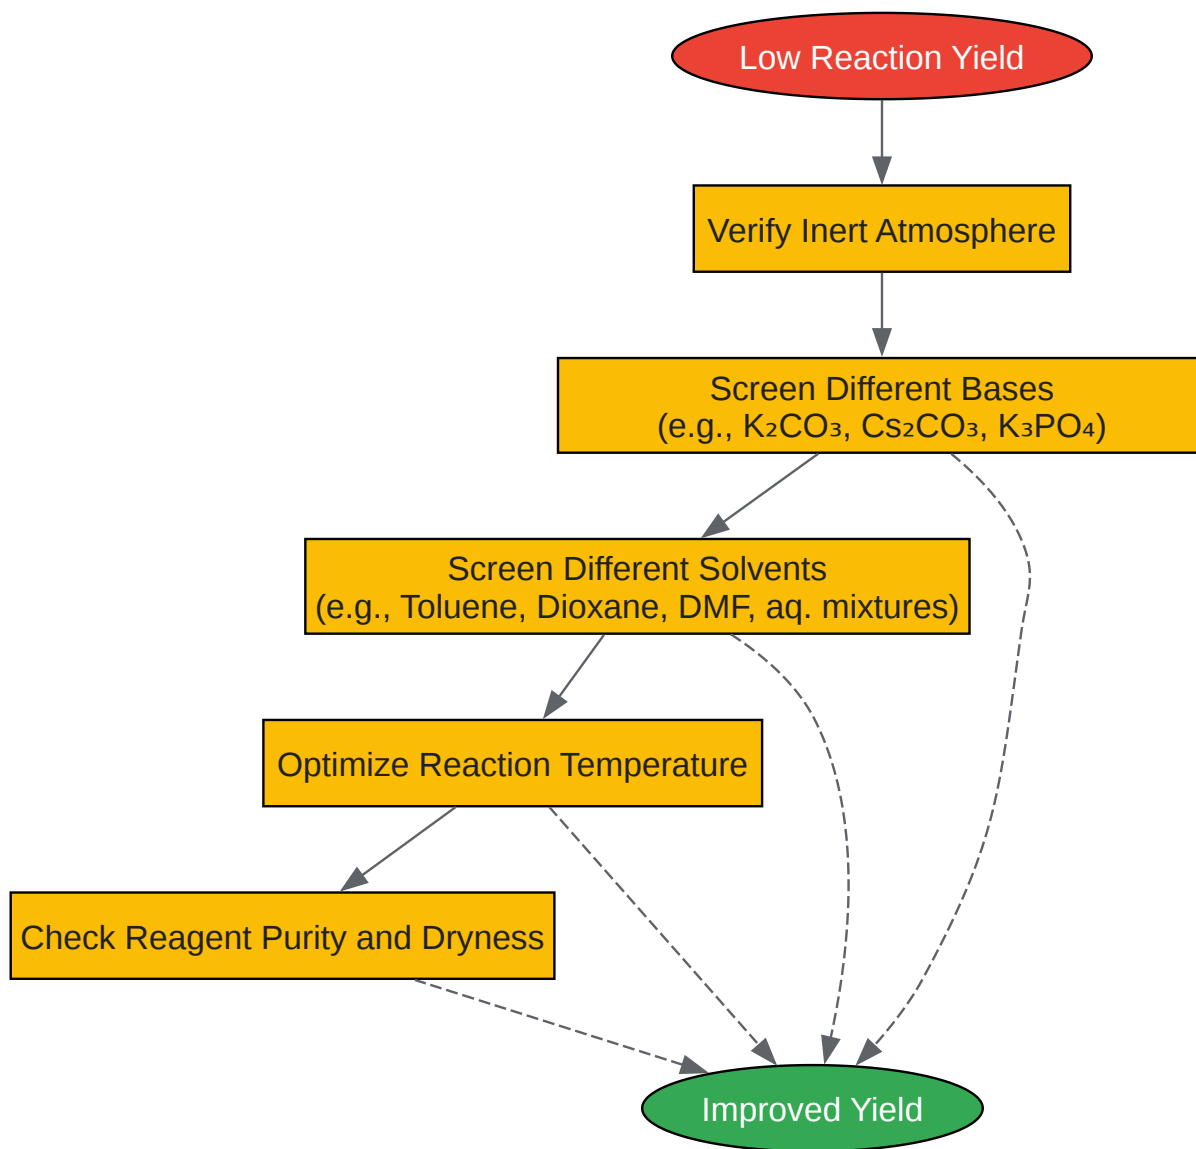 Low Reaction Yield
Verify Inert Atmosphere
Screen Different Bases
(e.g., K₂CO₃, Cs₂CO₃, K₃PO₄)
Screen Different Solvents
(e.g., Toluene, Dioxane, DMF, aq. mixtures)
Optimize Reaction Temperature
Check Reagent Purity and Dryness
Improved Yield